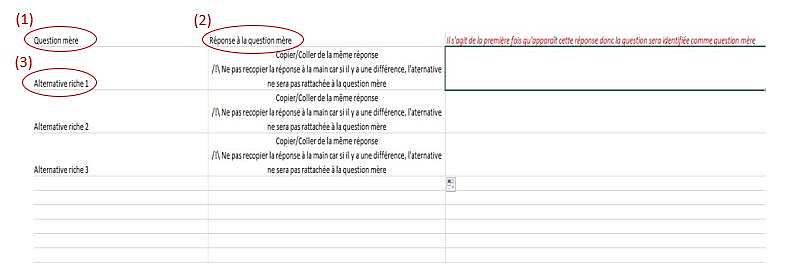 (1)
(2)
Question mère
Réponse à la question mère
Il s'agit de la première fois qu'apparaît cette réponse donc la question sera identifiée comme question mère
(3)
Copier/Coller de la même réponse
/!\ Ne pas recopier la réponse à la main car si il y a une différence, l'aternative
Alternative riche 1
ne sera pas rattachée à la question mère
Copier/Coller de la même réponse
/!\ Ne pas recopier la réponse à la main car si il y a une différence, l'aternative
Alternative riche 2
ne sera pas rattachée à la question mère
Copier/Coller de la même réponse
/!\ Ne pas recopier la réponse à la main car si il y a une différence, l'aternative
Alternative riche 3
ne sera pas rattachée à la question mère